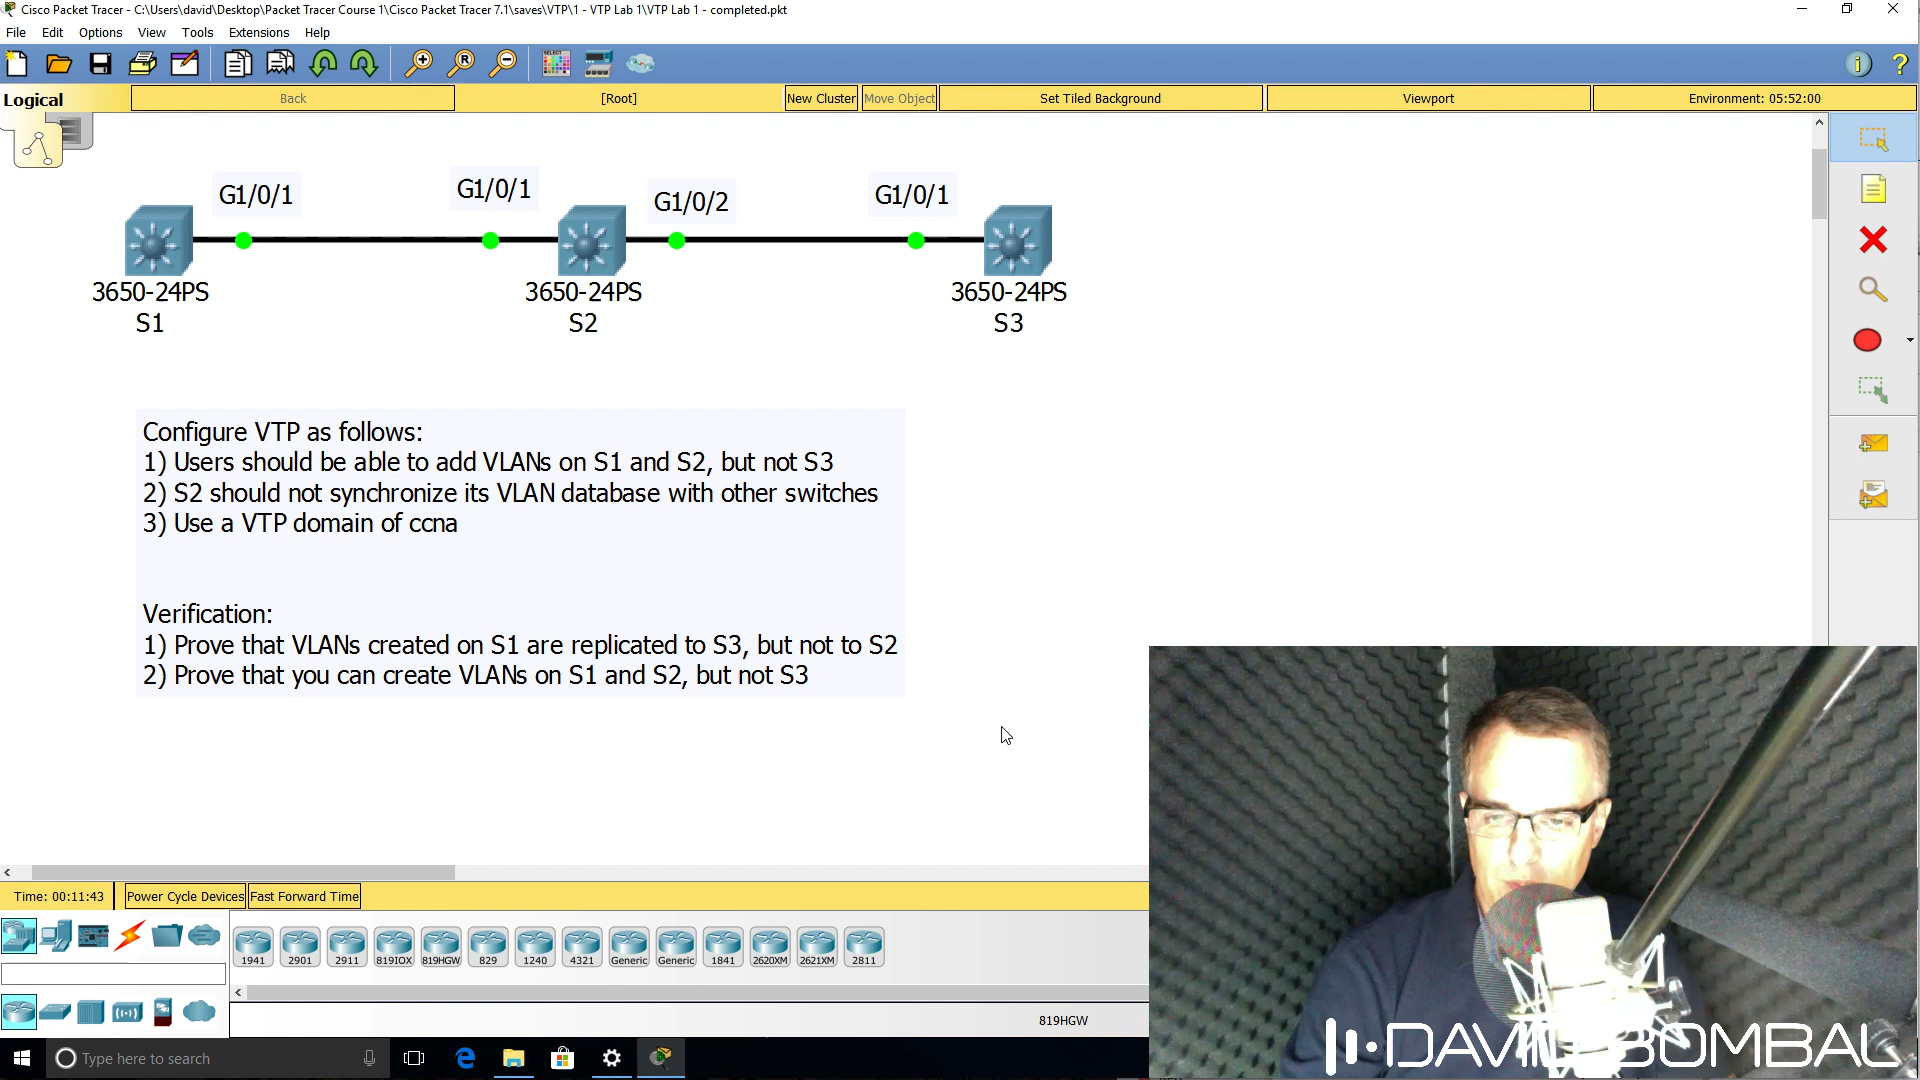 Cisco Packet Tracer - C:\Users\david\Desktop\Packet Tracer Course 1\Cisco Packet Tracer 7.1\saves\VTP\1 - VTP Lab 1\VTP Lab 1 - completed.pkt
File Edit Options View Tools Extensions Help
Logical Back [Root] New Cluster Move Object Set Tiled Background Viewport Environment: 05:52:00
G1/0/1 G1/0/1 G1/0/2 G1/0/1
3650-24PS 3650-24PS 3650-24PS
S1 S2 S3
Configure VTP as follows:
1) Users should be able to add VLANs on S1 and S2, but not S3
2) S2 should not synchronize its VLAN database with other switches
3) Use a VTP domain of ccna
Verification:
1) Prove that VLANs created on S1 are replicated to S3, but not to S2
2) Prove that you can create VLANs on S1 and S2, but not S3
Time: 00:11:43 Power Cycle Devices Fast Forward Time
1941 2901 2911 819IOX 819HGW 829 1240 4321 Generic Generic 1841 2620XM 2621XM 2811
819HGW
Type here to search
DAVID BOMBAL